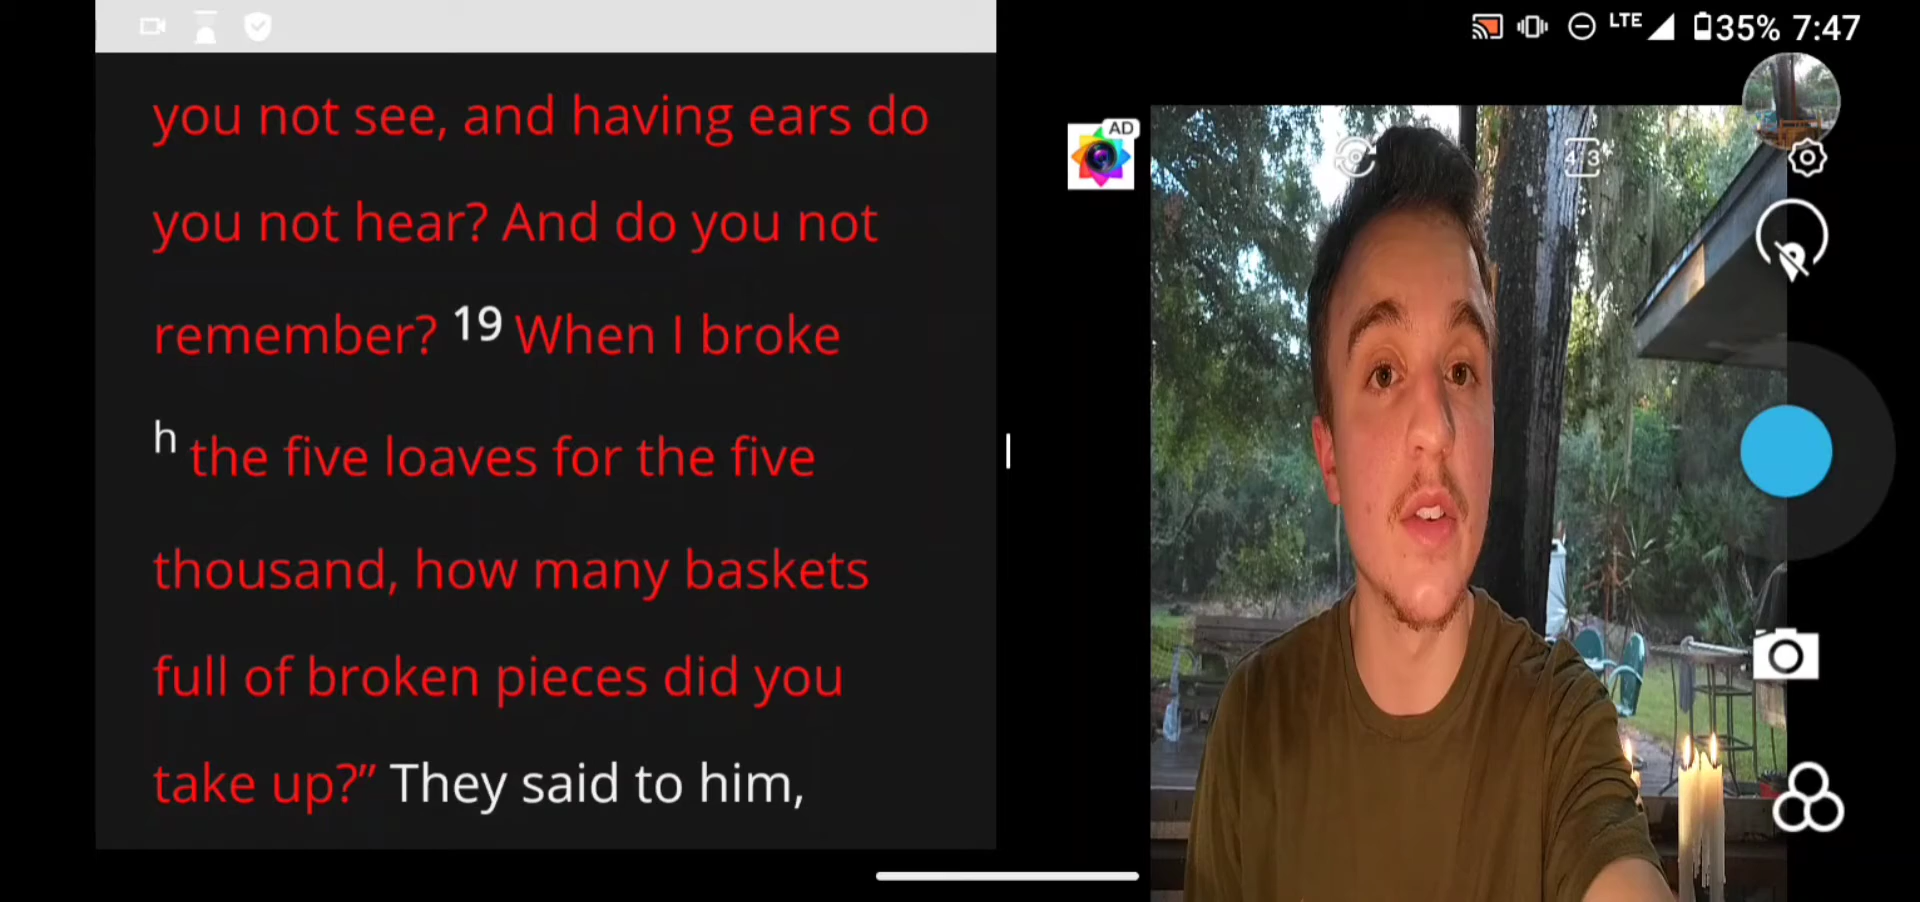 LTE 35% 7:47
you not see, and having ears do
you not hear? And do you not
remember? 19 When I broke
h the five loaves for the five
thousand, how many baskets
full of broken pieces did you
take up?” They said to him,
AD
4:3